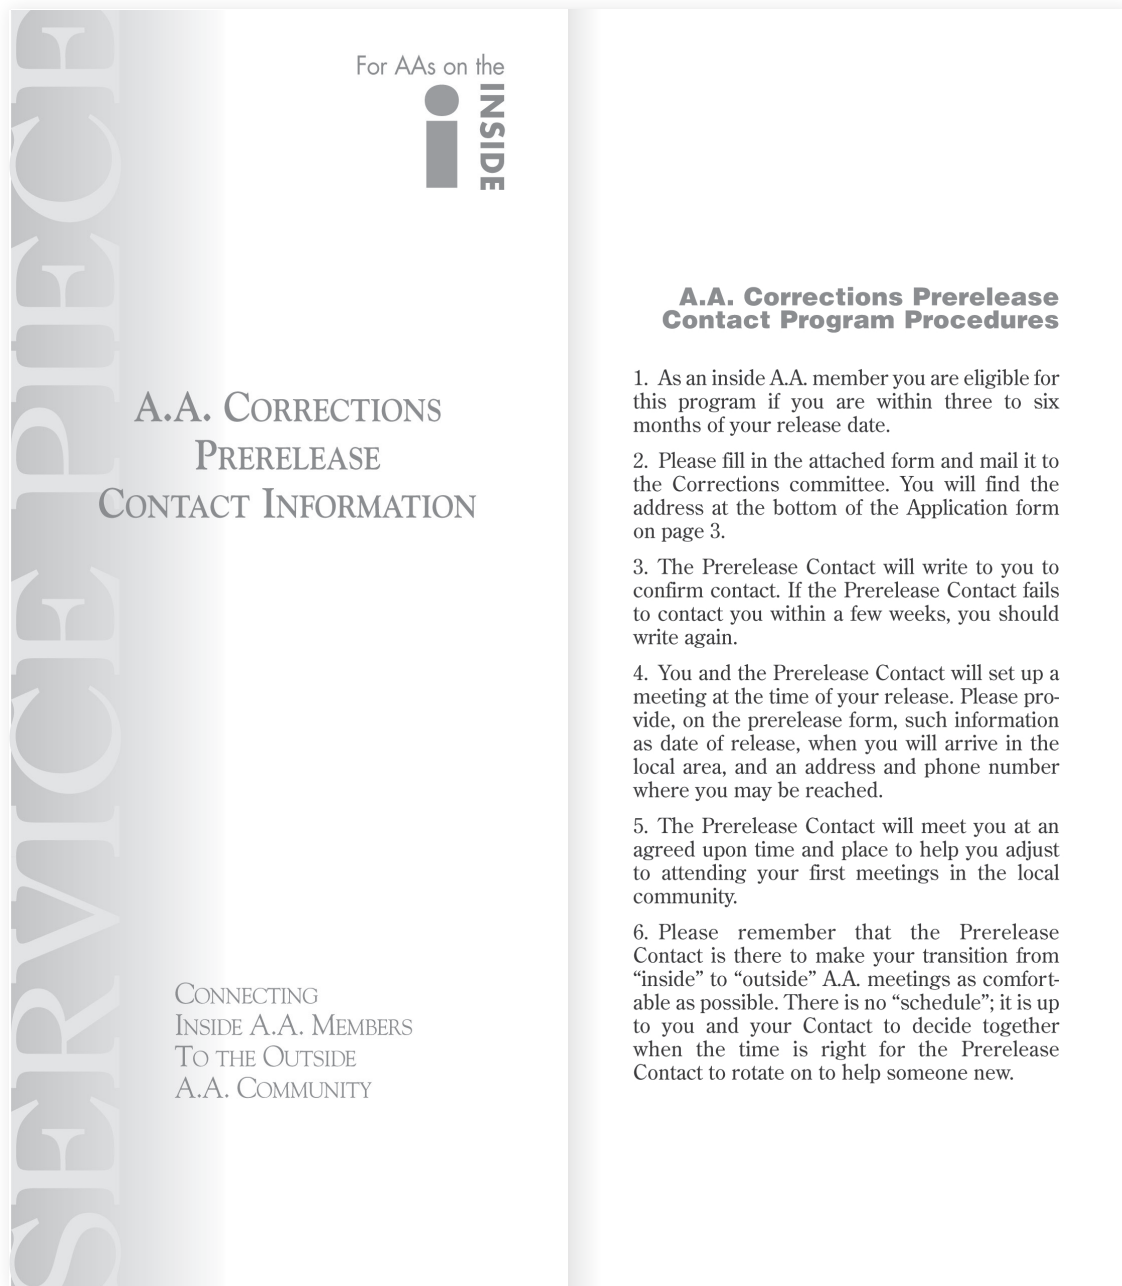 SERVICE PIECE
For AAs on the
i INSIDE
A.A. CORRECTIONS
PRERELEASE
CONTACT INFORMATION
CONNECTING
INSIDE A.A. MEMBERS
TO THE OUTSIDE
A.A. COMMUNITY
A.A. Corrections Prerelease
Contact Program Procedures
1. As an inside A.A. member you are eligible for
this program if you are within three to six
months of your release date.
2. Please fill in the attached form and mail it to
the Corrections committee. You will find the
address at the bottom of the Application form
on page 3.
3. The Prerelease Contact will write to you to
confirm contact. If the Prerelease Contact fails
to contact you within a few weeks, you should
write again.
4. You and the Prerelease Contact will set up a
meeting at the time of your release. Please pro-
vide, on the prerelease form, such information
as date of release, when you will arrive in the
local area, and an address and phone number
where you may be reached.
5. The Prerelease Contact will meet you at an
agreed upon time and place to help you adjust
to attending your first meetings in the local
community.
6. Please remember that the Prerelease
Contact is there to make your transition from
“inside” to “outside” A.A. meetings as comfort-
able as possible. There is no “schedule”; it is up
to you and your Contact to decide together
when the time is right for the Prerelease
Contact to rotate on to help someone new.